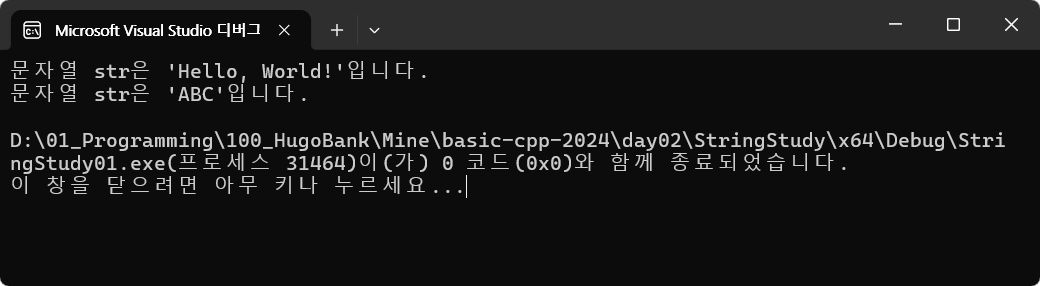 Microsoft Visual Studio 디버그
문자열 str은 'Hello, World!'입니다.
문자열 str은 'ABC'입니다.
D:\01_Programming\100_HugoBank\Mine\basic-cpp-2024\day02\StringStudy\x64\Debug\Stri
ngStudy01.exe(프로세스 31464)이(가) 0 코드(0x0)와 함께 종료되었습니다.
이 창을 닫으려면 아무 키나 누르세요...